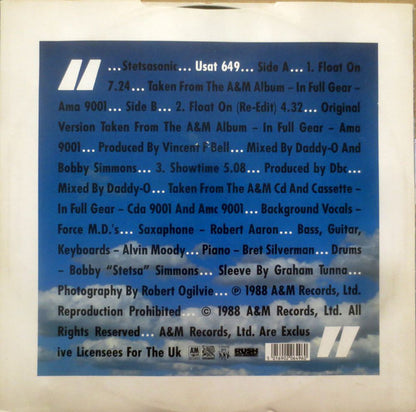 ...Stetsasonic... Usat 649... Side A... 1. Float On
7.24... Taken From The A&M Album – In Full Gear –
Ama 9001... Side B... 2. Float On (Re-Edit) 4.32... Original
Version Taken From The A&M Album – In Full Gear – Ama
9001... Produced By Vincent F Bell... Mixed By Daddy-O And
Bobby Simmons... 3. Showtime 5.08... Produced by Dbc...
Mixed By Daddy-O... Taken From The A&M Cd And Cassette –
In Full Gear – Cda 9001 And Amc 9001... Background Vocals –
Force M.D.'s... Saxaphone – Robert Aaron... Bass, Guitar,
Keyboards – Alvin Moody... Piano – Bret Silverman... Drums
– Bobby "Stetsa" Simmons... Sleeve By Graham Tunna...
Photography By Robert Ogilvie... ℗ 1988 A&M Records, Ltd.
Reproduction Prohibited... © 1988 A&M Records, Ltd. All
Rights Reserved... A&M Records, Ltd. Are Exclus
ive Licensees For The Uk